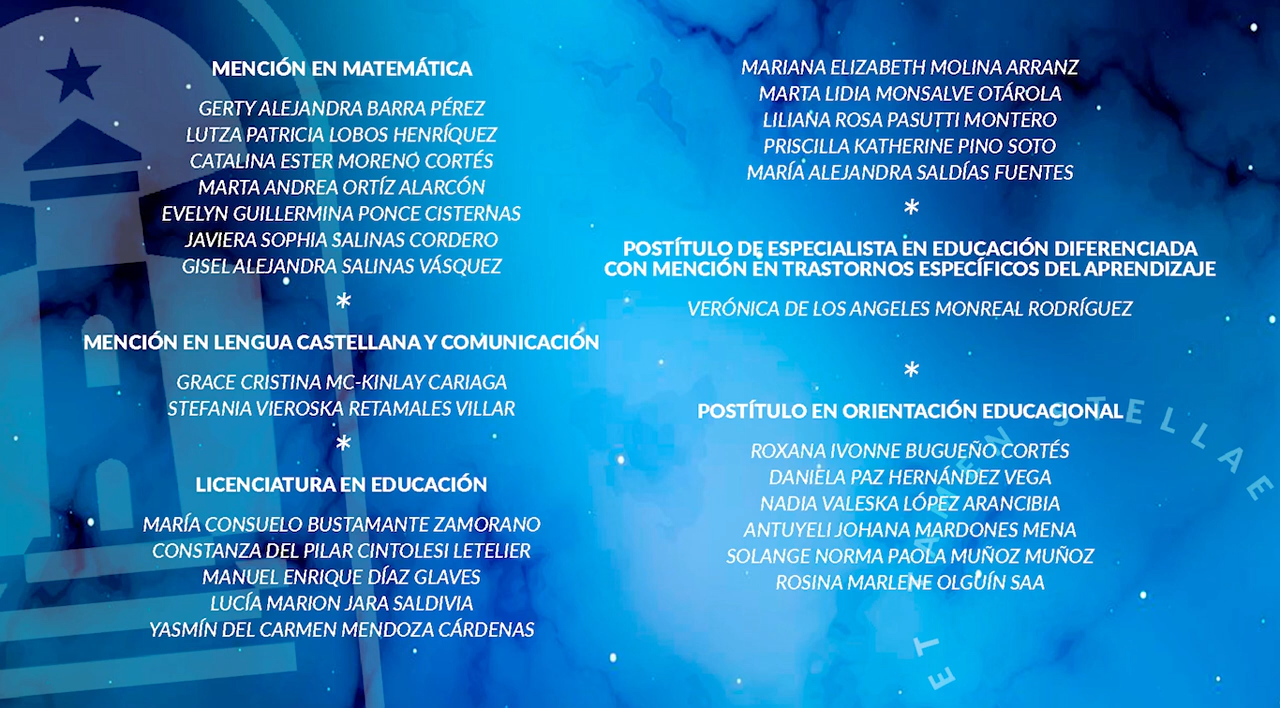 MENCIÓN EN MATEMÁTICA
GERTY ALEJANDRA BARRA PÉREZ
LUTZA PATRICIA LOBOS HENRÍQUEZ
CATALINA ESTER MORENO CORTÉS
MARTA ANDREA ORTÍZ ALARCÓN
EVELYN GUILLERMINA PONCE CISTERNAS
JAVIERA SOPHIA SALINAS CORDERO
GISEL ALEJANDRA SALINAS VÁSQUEZ
*
MENCIÓN EN LENGUA CASTELLANA Y COMUNICACIÓN
GRACE CRISTINA MC-KINLAY CARIAGA
STEFANIA VIEROSKA RETAMALES VILLAR
*
LICENCIATURA EN EDUCACIÓN
MARÍA CONSUELO BUSTAMANTE ZAMORANO
CONSTANZA DEL PILAR CINTOLESI LETELIER
MANUEL ENRIQUE DÍAZ GLAVES
LUCÍA MARION JARA SALDIVIA
YASMÍN DEL CARMEN MENDOZA CÁRDENAS
MARIANA ELIZABETH MOLINA ARRANZ
MARTA LIDIA MONSALVE OTÁROLA
LILIANA ROSA PASUTTI MONTERO
PRISCILLA KATHERINE PINO SOTO
MARÍA ALEJANDRA SALDÍAS FUENTES
*
POSTÍTULO DE ESPECIALISTA EN EDUCACIÓN DIFERENCIADA
CON MENCIÓN EN TRASTORNOS ESPECÍFICOS DEL APRENDIZAJE
VERÓNICA DE LOS ANGELES MONREAL RODRÍGUEZ
*
POSTÍTULO EN ORIENTACIÓN EDUCACIONAL
ROXANA IVONNE BUGUEÑO CORTÉS
DANIELA PAZ HERNÁNDEZ VEGA
NADIA VALESKA LÓPEZ ARANCIBIA
ANTUYELI JOHANA MARDONES MENA
SOLANGE NORMA PAOLA MUÑOZ MUÑOZ
ROSINA MARLENE OLGUÍN SAA
ET TAMEN STELLAE